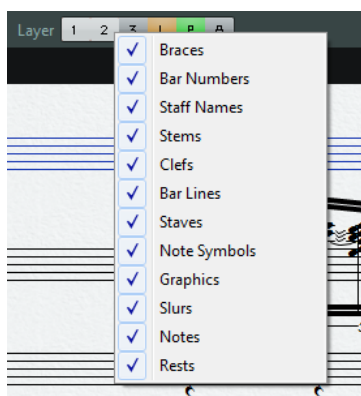 Layer 1 2 3 L P A
Braces
Bar Numbers
Staff Names
Stems
Clefs
Bar Lines
Staves
Note Symbols
Graphics
Slurs
Notes
Rests